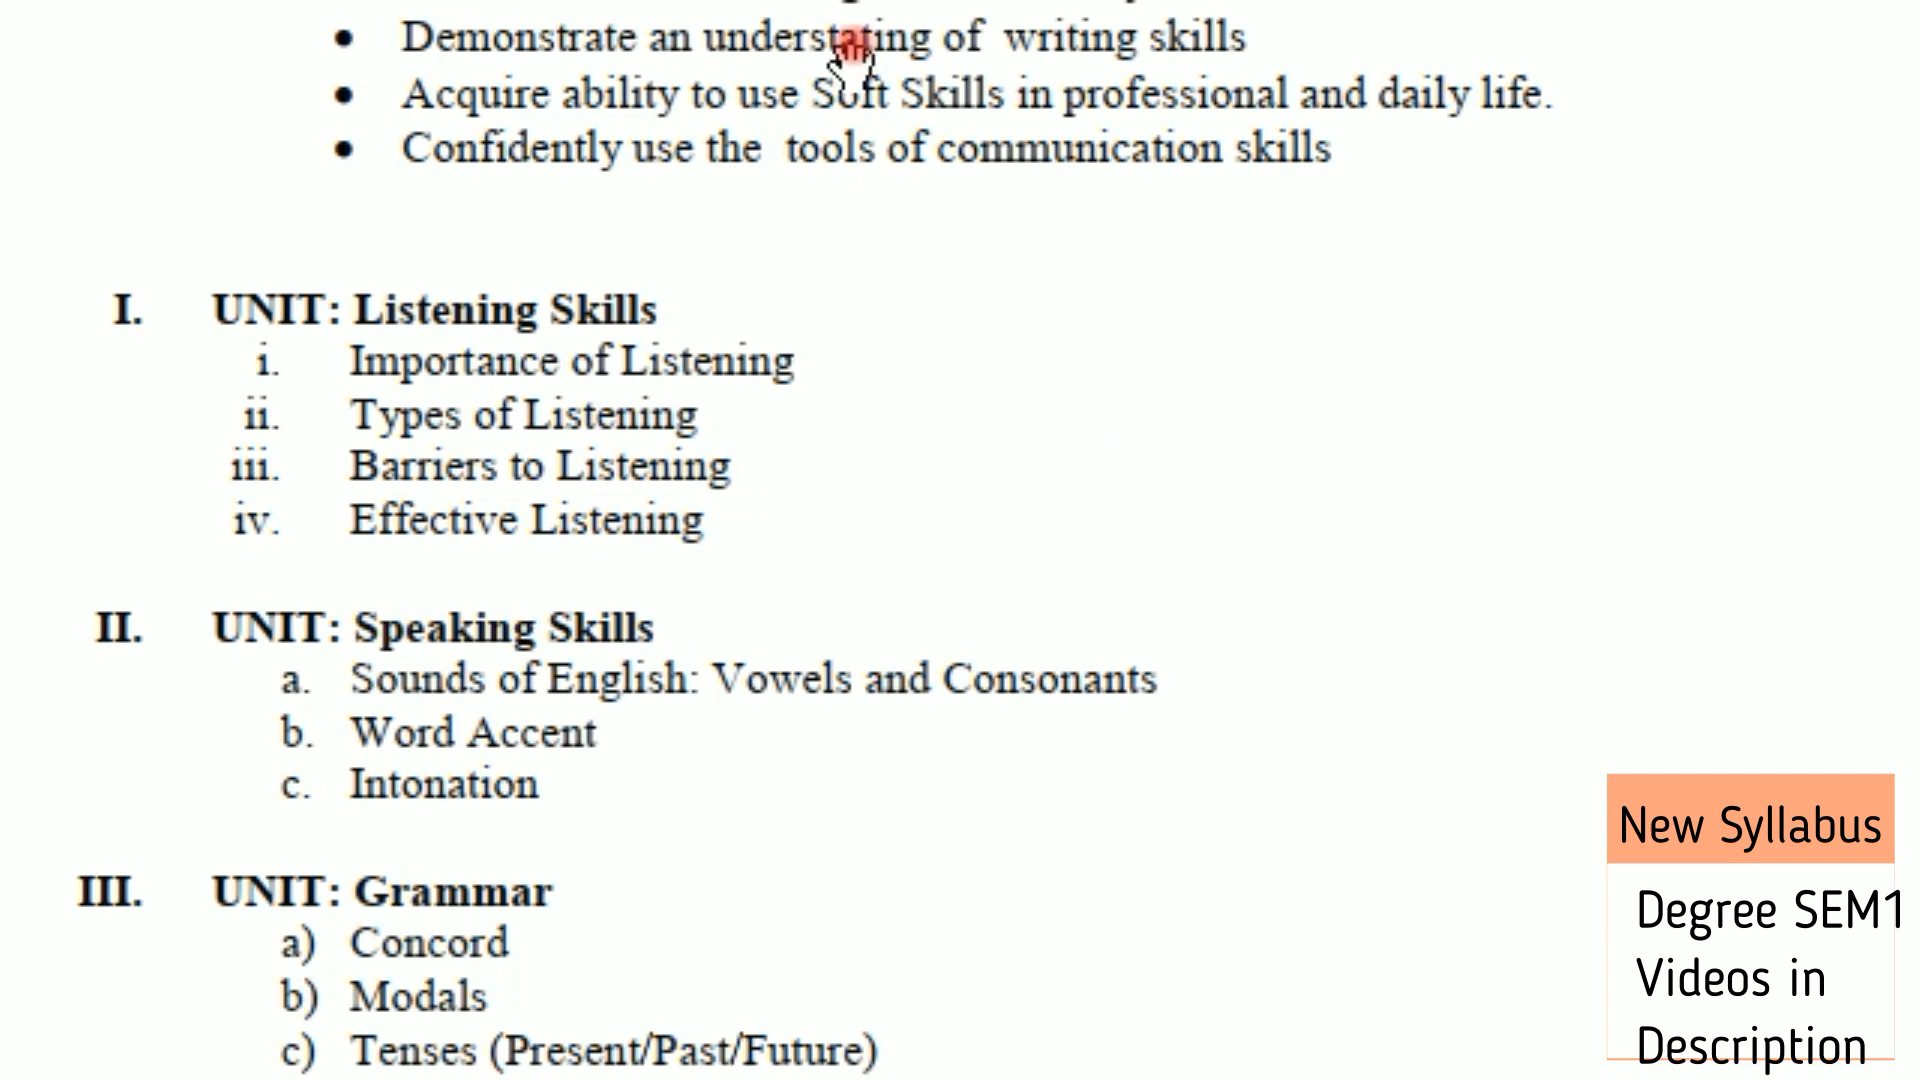 • Demonstrate an understating of writing skills
• Acquire ability to use Soft Skills in professional and daily life.
• Confidently use the tools of communication skills
I. UNIT: Listening Skills
i. Importance of Listening
ii. Types of Listening
iii. Barriers to Listening
iv. Effective Listening
II. UNIT: Speaking Skills
a. Sounds of English: Vowels and Consonants
b. Word Accent
c. Intonation
III. UNIT: Grammar
a) Concord
b) Modals
c) Tenses (Present/Past/Future)
New Syllabus
Degree SEM1
Videos in
Description